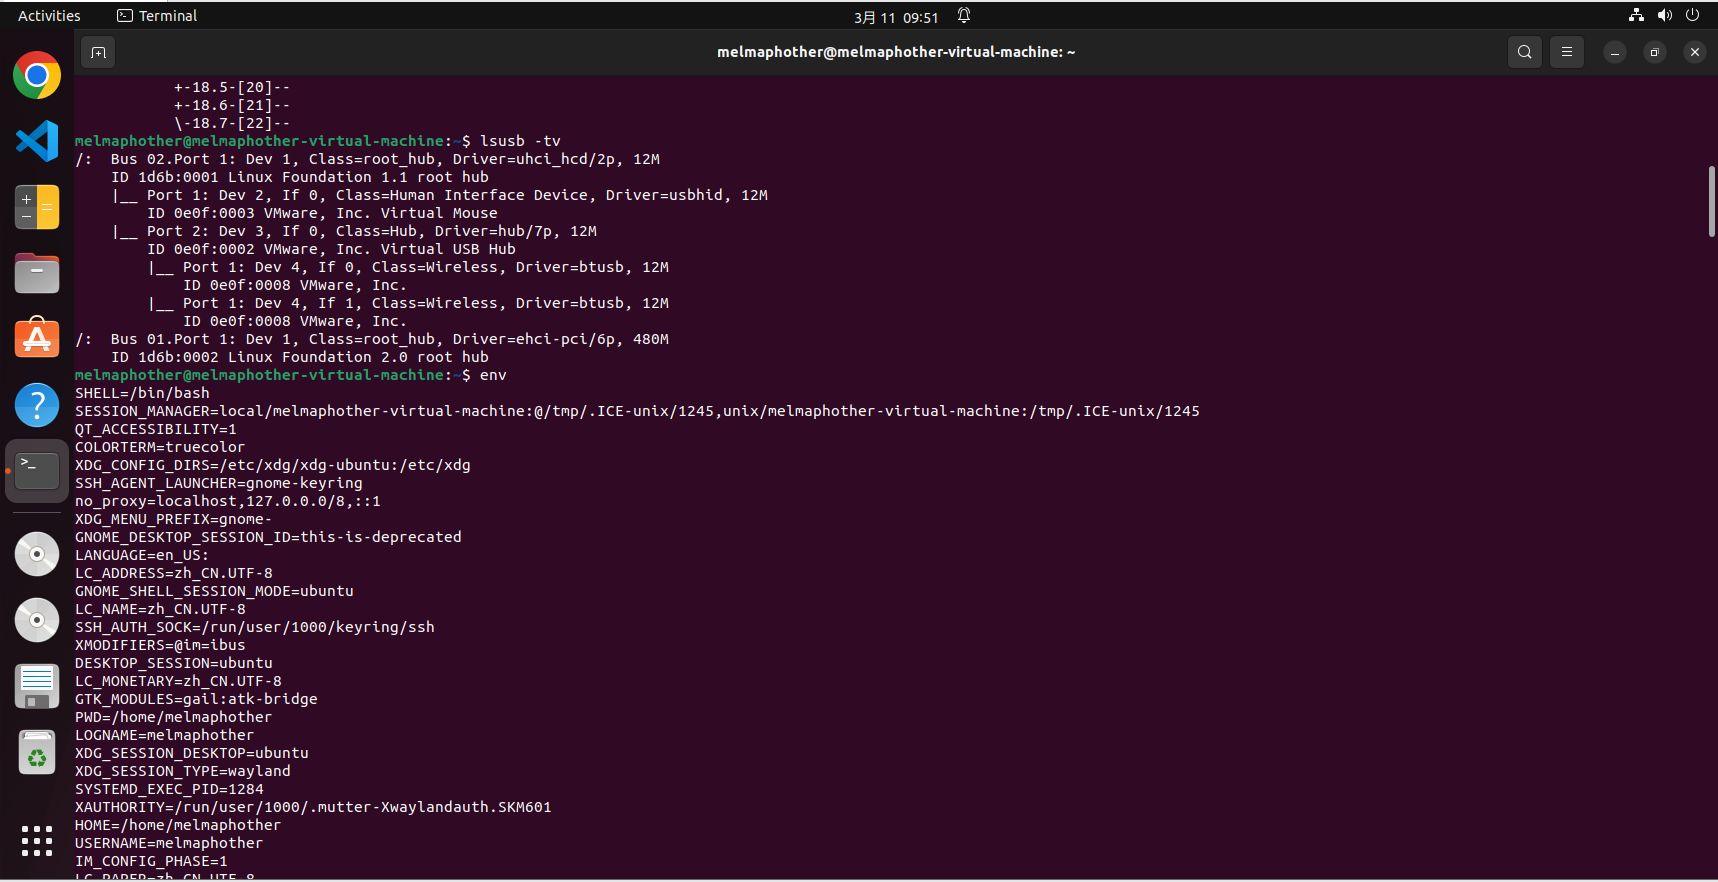 Activities
Terminal
3月 11 09:51
melmaphother@melmaphother-virtual-machine: ~
+-18.5-[20]--
+-18.6-[21]--
\-18.7-[22]--
melmaphother@melmaphother-virtual-machine:~$ lsusb -tv
/:  Bus 02.Port 1: Dev 1, Class=root_hub, Driver=uhci_hcd/2p, 12M
    ID 1d6b:0001 Linux Foundation 1.1 root hub
    |__ Port 1: Dev 2, If 0, Class=Human Interface Device, Driver=usbhid, 12M
        ID 0e0f:0003 VMware, Inc. Virtual Mouse
    |__ Port 2: Dev 3, If 0, Class=Hub, Driver=hub/7p, 12M
        ID 0e0f:0002 VMware, Inc. Virtual USB Hub
        |__ Port 1: Dev 4, If 0, Class=Wireless, Driver=btusb, 12M
            ID 0e0f:0008 VMware, Inc.
        |__ Port 1: Dev 4, If 1, Class=Wireless, Driver=btusb, 12M
            ID 0e0f:0008 VMware, Inc.
/:  Bus 01.Port 1: Dev 1, Class=root_hub, Driver=ehci-pci/6p, 480M
    ID 1d6b:0002 Linux Foundation 2.0 root hub
melmaphother@melmaphother-virtual-machine:~$ env
SHELL=/bin/bash
SESSION_MANAGER=local/melmaphother-virtual-machine:@/tmp/.ICE-unix/1245,unix/melmaphother-virtual-machine:/tmp/.ICE-unix/1245
QT_ACCESSIBILITY=1
COLORTERM=truecolor
XDG_CONFIG_DIRS=/etc/xdg/xdg-ubuntu:/etc/xdg
SSH_AGENT_LAUNCHER=gnome-keyring
no_proxy=localhost,127.0.0.0/8,::1
XDG_MENU_PREFIX=gnome-
GNOME_DESKTOP_SESSION_ID=this-is-deprecated
LANGUAGE=en_US:
LC_ADDRESS=zh_CN.UTF-8
GNOME_SHELL_SESSION_MODE=ubuntu
LC_NAME=zh_CN.UTF-8
SSH_AUTH_SOCK=/run/user/1000/keyring/ssh
XMODIFIERS=@im=ibus
DESKTOP_SESSION=ubuntu
LC_MONETARY=zh_CN.UTF-8
GTK_MODULES=gail:atk-bridge
PWD=/home/melmaphother
LOGNAME=melmaphother
XDG_SESSION_DESKTOP=ubuntu
XDG_SESSION_TYPE=wayland
SYSTEMD_EXEC_PID=1284
XAUTHORITY=/run/user/1000/.mutter-Xwaylandauth.SKM601
HOME=/home/melmaphother
USERNAME=melmaphother
IM_CONFIG_PHASE=1
LC_PAPER=zh_CN.UTF-8